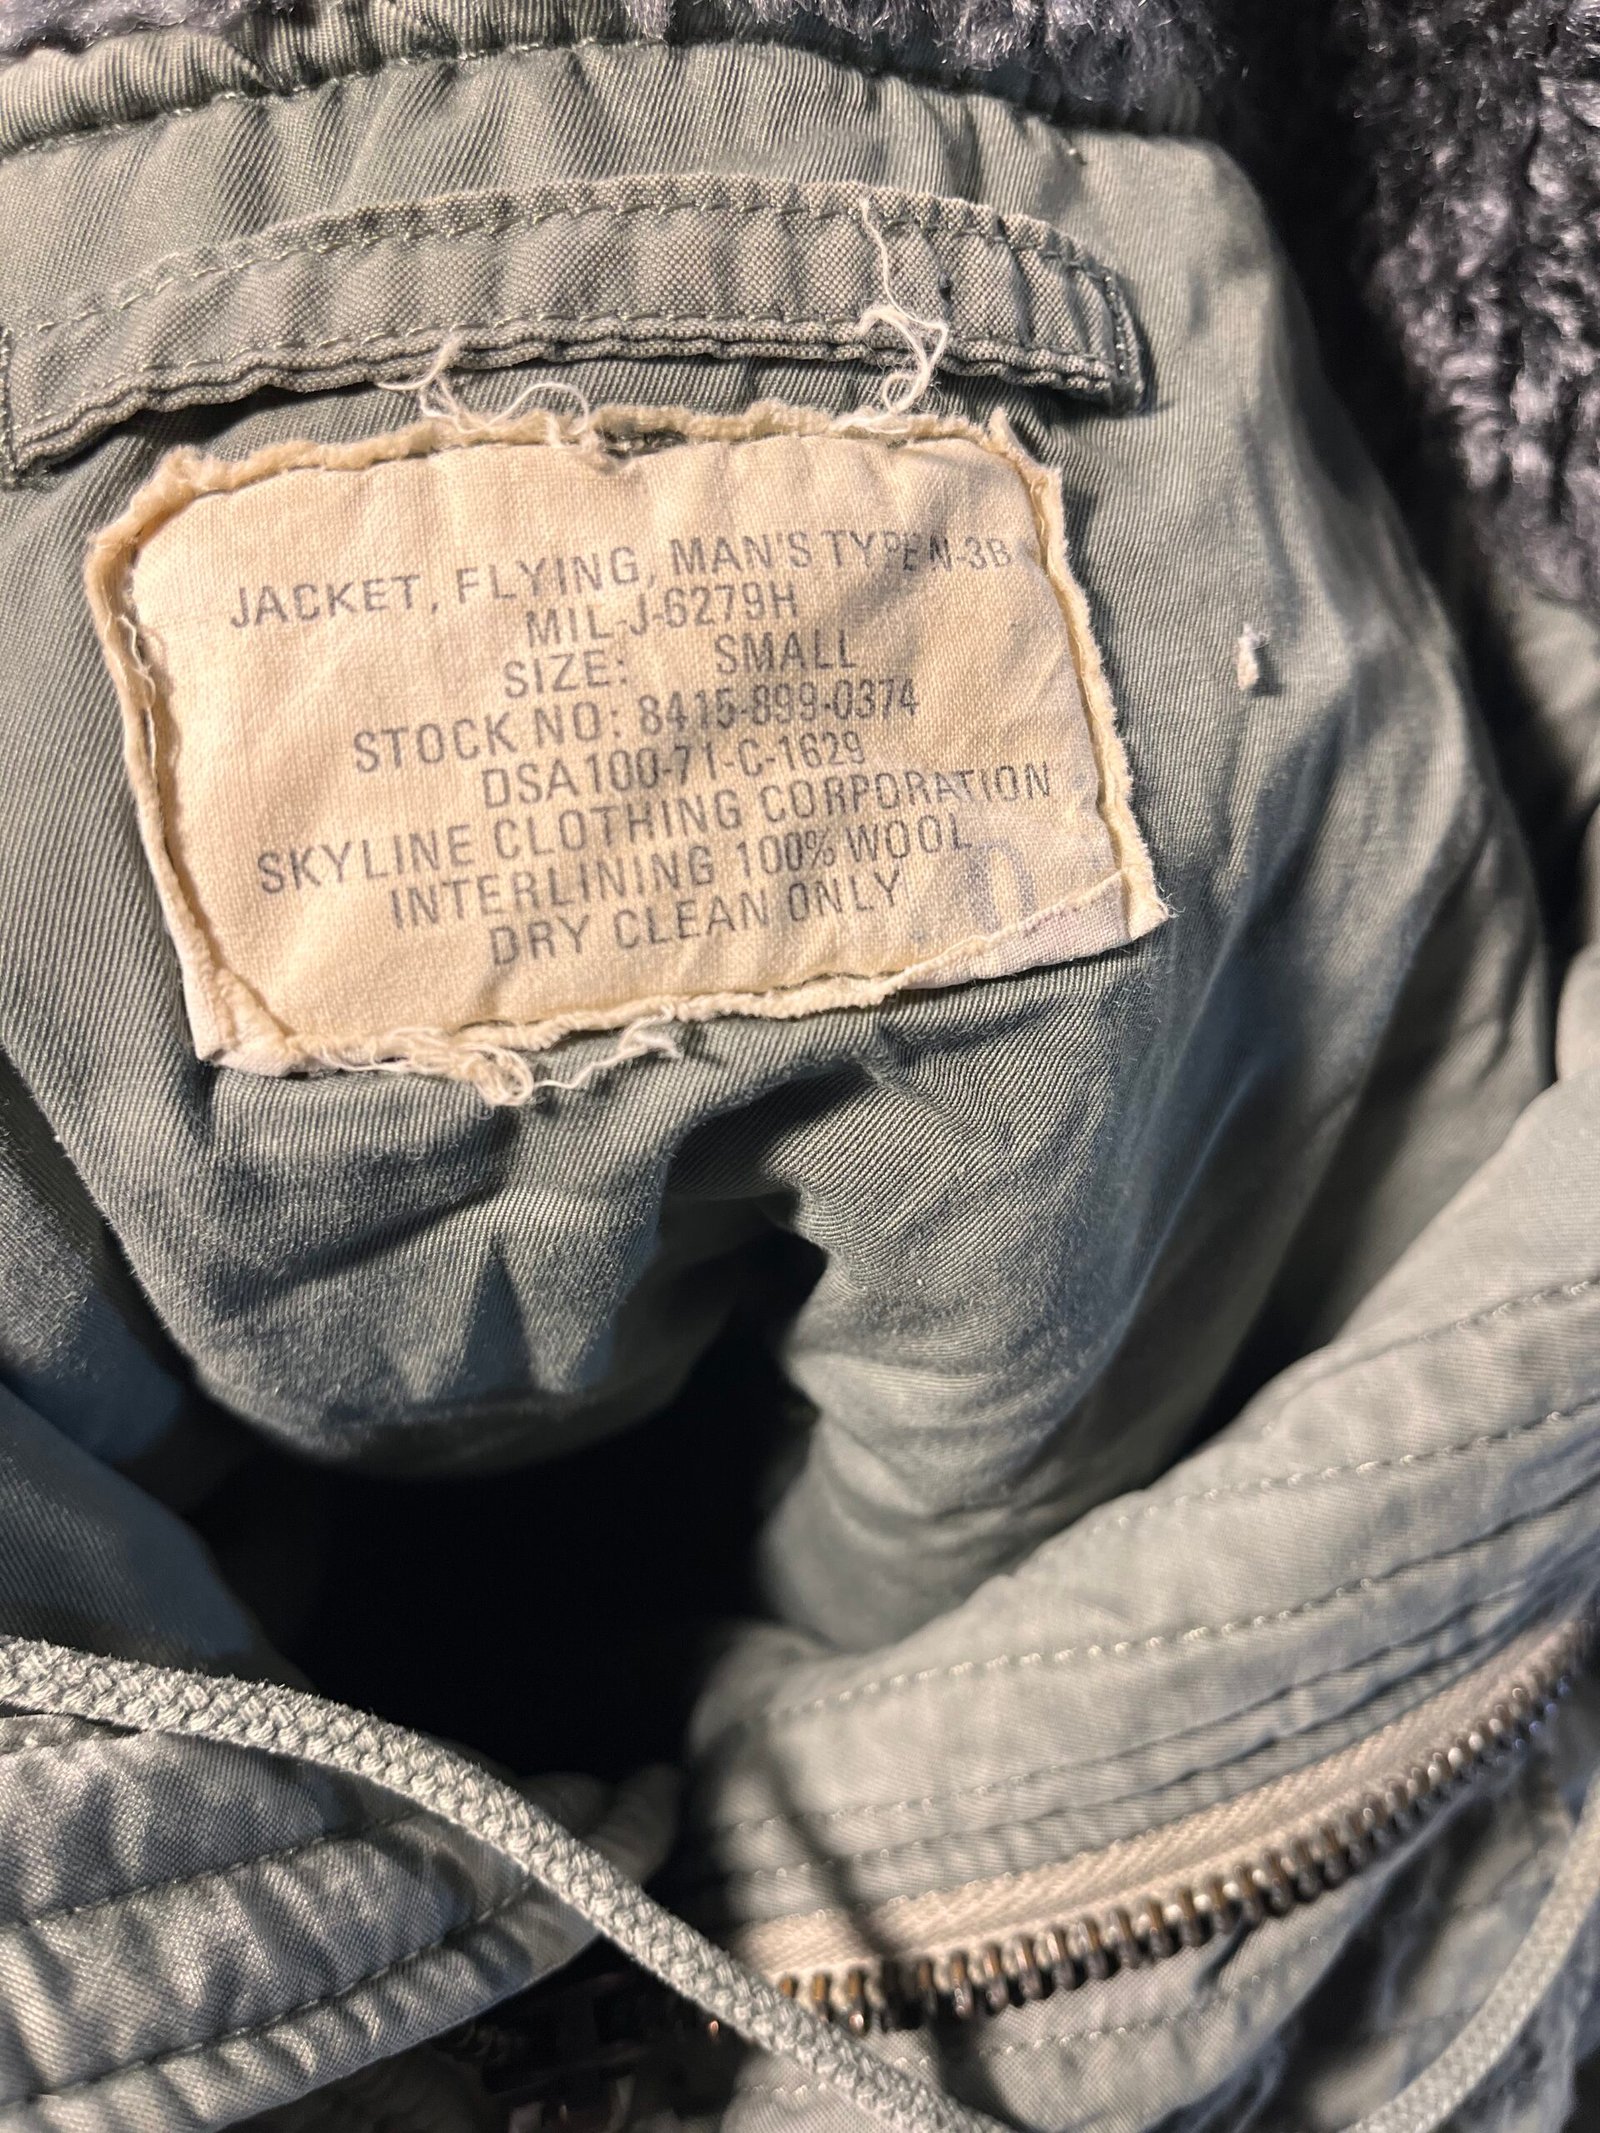 JACKET, FLYING, MAN'S TYPE N-3B
MIL-J-6279H
SIZE: SMALL
STOCK NO: 8415-899-0374
DSA100-71-C-1629
SKYLINE CLOTHING CORPORATION
INTERLINING 100% WOOL
DRY CLEAN ONLY